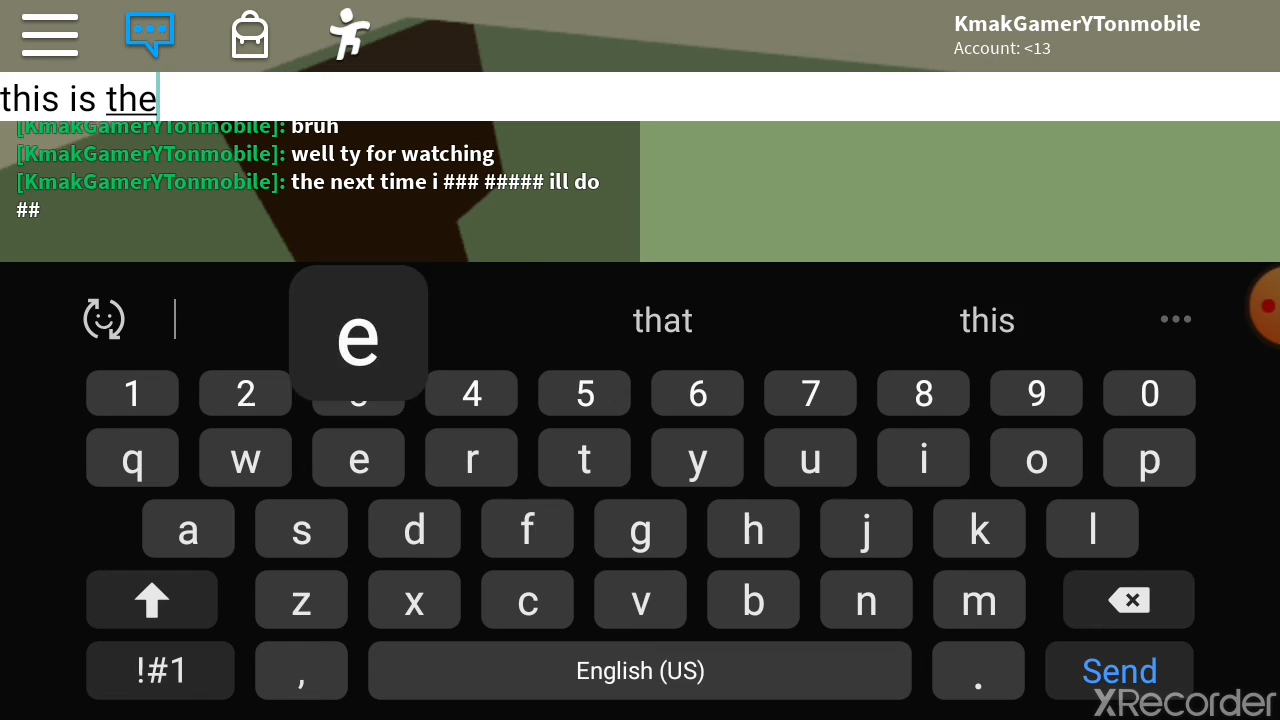 KmakGamerYTonmobile
Account: <13
this is the
[KmakGamerYTonmobile]: bruh
[KmakGamerYTonmobile]: well ty for watching
[KmakGamerYTonmobile]: the next time i ### ##### ill do
##
e that this •••
1 2 4 5 6 7 8 9 0
q w e r t y u i o p
a s d f g h j k l
z x c v b n m
!#1 , English (US) . Send
XRecorder